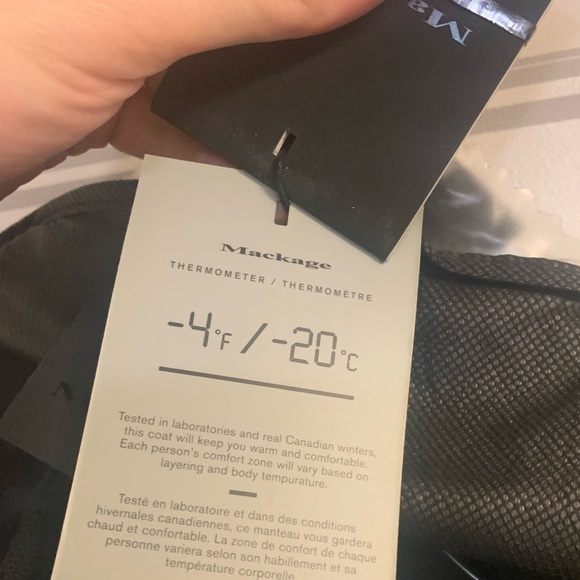 Ma
Mackage
THERMOMETER / THERMOMÈTRE
-4°F / -20°C
Tested in laboratories and real Canadian winters,
this coat will keep you warm and comfortable.
Each person's comfort zone will vary based on
layering and body tempurature.
Testé en laboratoire et dans des conditions
hivernales canadiennes, ce manteau vous gardera
chaud et confortable. La zone de confort de chaque
personne variera selon son habillement et sa
température corporelle.